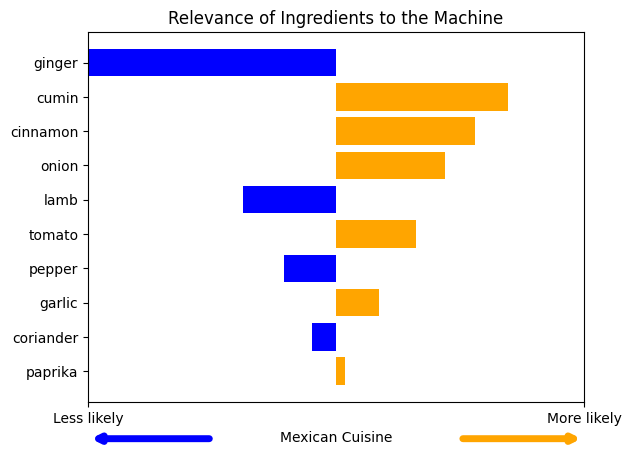 Relevance of Ingredients to the Machine
ginger
cumin
cinnamon
onion
lamb
tomato
pepper
garlic
coriander
paprika
Less likely
More likely
Mexican Cuisine